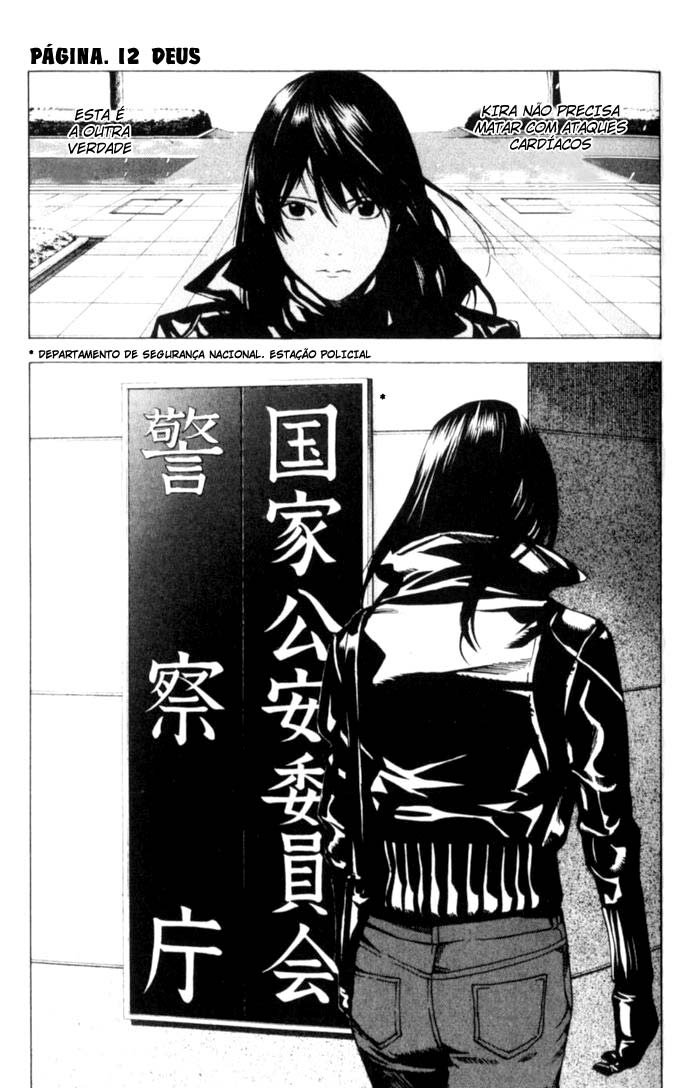 PÁGINA. 12 DEUS
ESTA É
A OUTRA
VERDADE
KIRA NÃO PRECISA
MATAR COM ATAQUES
CARDÍACOS
* DEPARTAMENTO DE SEGURANÇA NACIONAL. ESTAÇÃO POLICIAL
*
国家公安委員会
警察庁